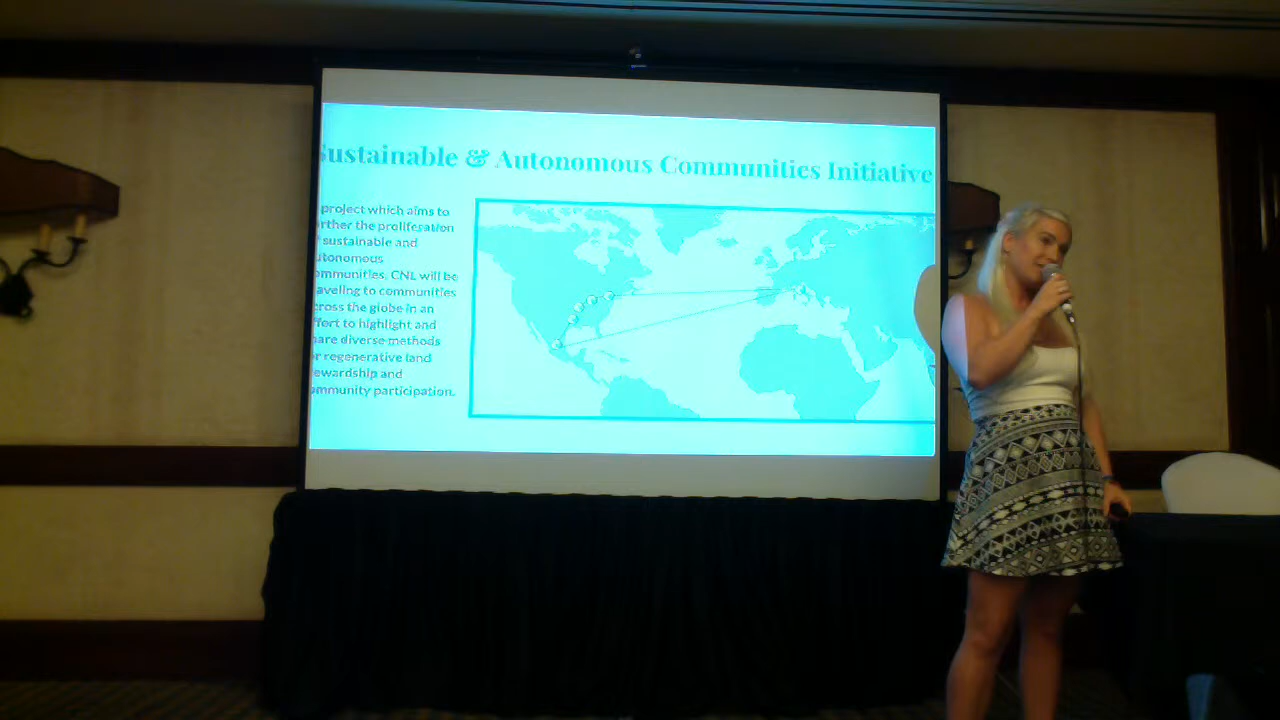 Sustainable & Autonomous Communities Initiative
project which aims to
rther the proliferation
sustainable and
utonomous
ommunities. CNL will be
aveling to communities
cross the globe in an
ffort to highlight and
hare diverse methods
or regenerative land
ewardship and
ommunity participation.